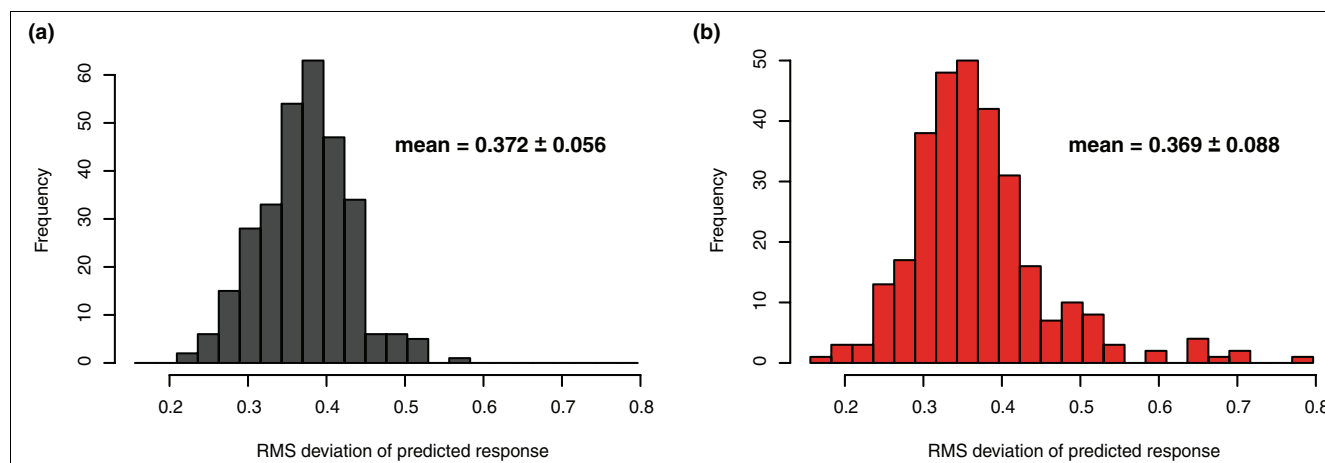 (a)
60
50
40
30
20
10
0
Frequency
mean = 0.372 ± 0.056
0.2 0.3 0.4 0.5 0.6 0.7 0.8
RMS deviation of predicted response
(b)
50
40
30
20
10
0
Frequency
mean = 0.369 ± 0.088
0.2 0.3 0.4 0.5 0.6 0.7 0.8
RMS deviation of predicted response